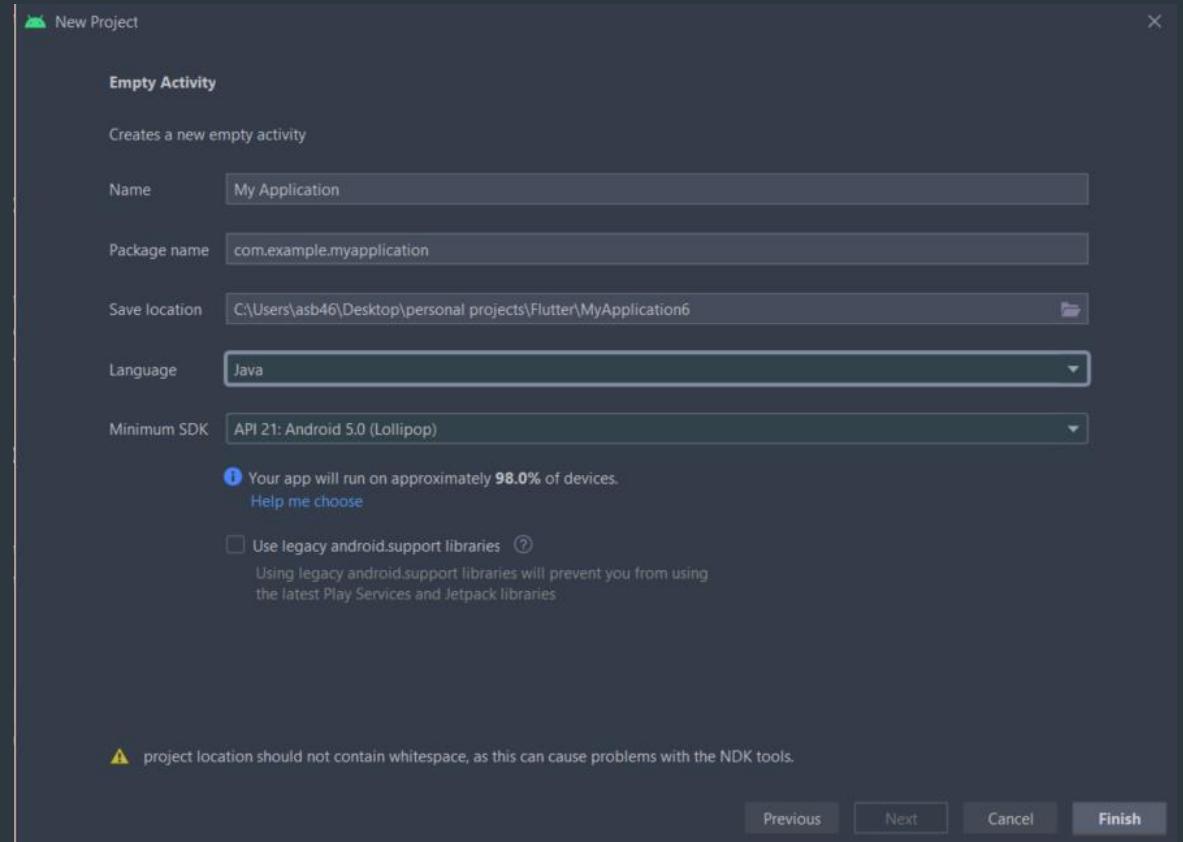 New Project
Empty Activity
Creates a new empty activity
Name My Application
Package name com.example.myapplication
Save location C:\Users\asb46\Desktop\personal projects\Flutter\MyApplication6
Language Java
Minimum SDK API 21: Android 5.0 (Lollipop)
Your app will run on approximately 98.0% of devices.
Help me choose
Use legacy android.support libraries ?
Using legacy android.support libraries will prevent you from using
the latest Play Services and Jetpack libraries
project location should not contain whitespace, as this can cause problems with the NDK tools.
Previous Next Cancel Finish